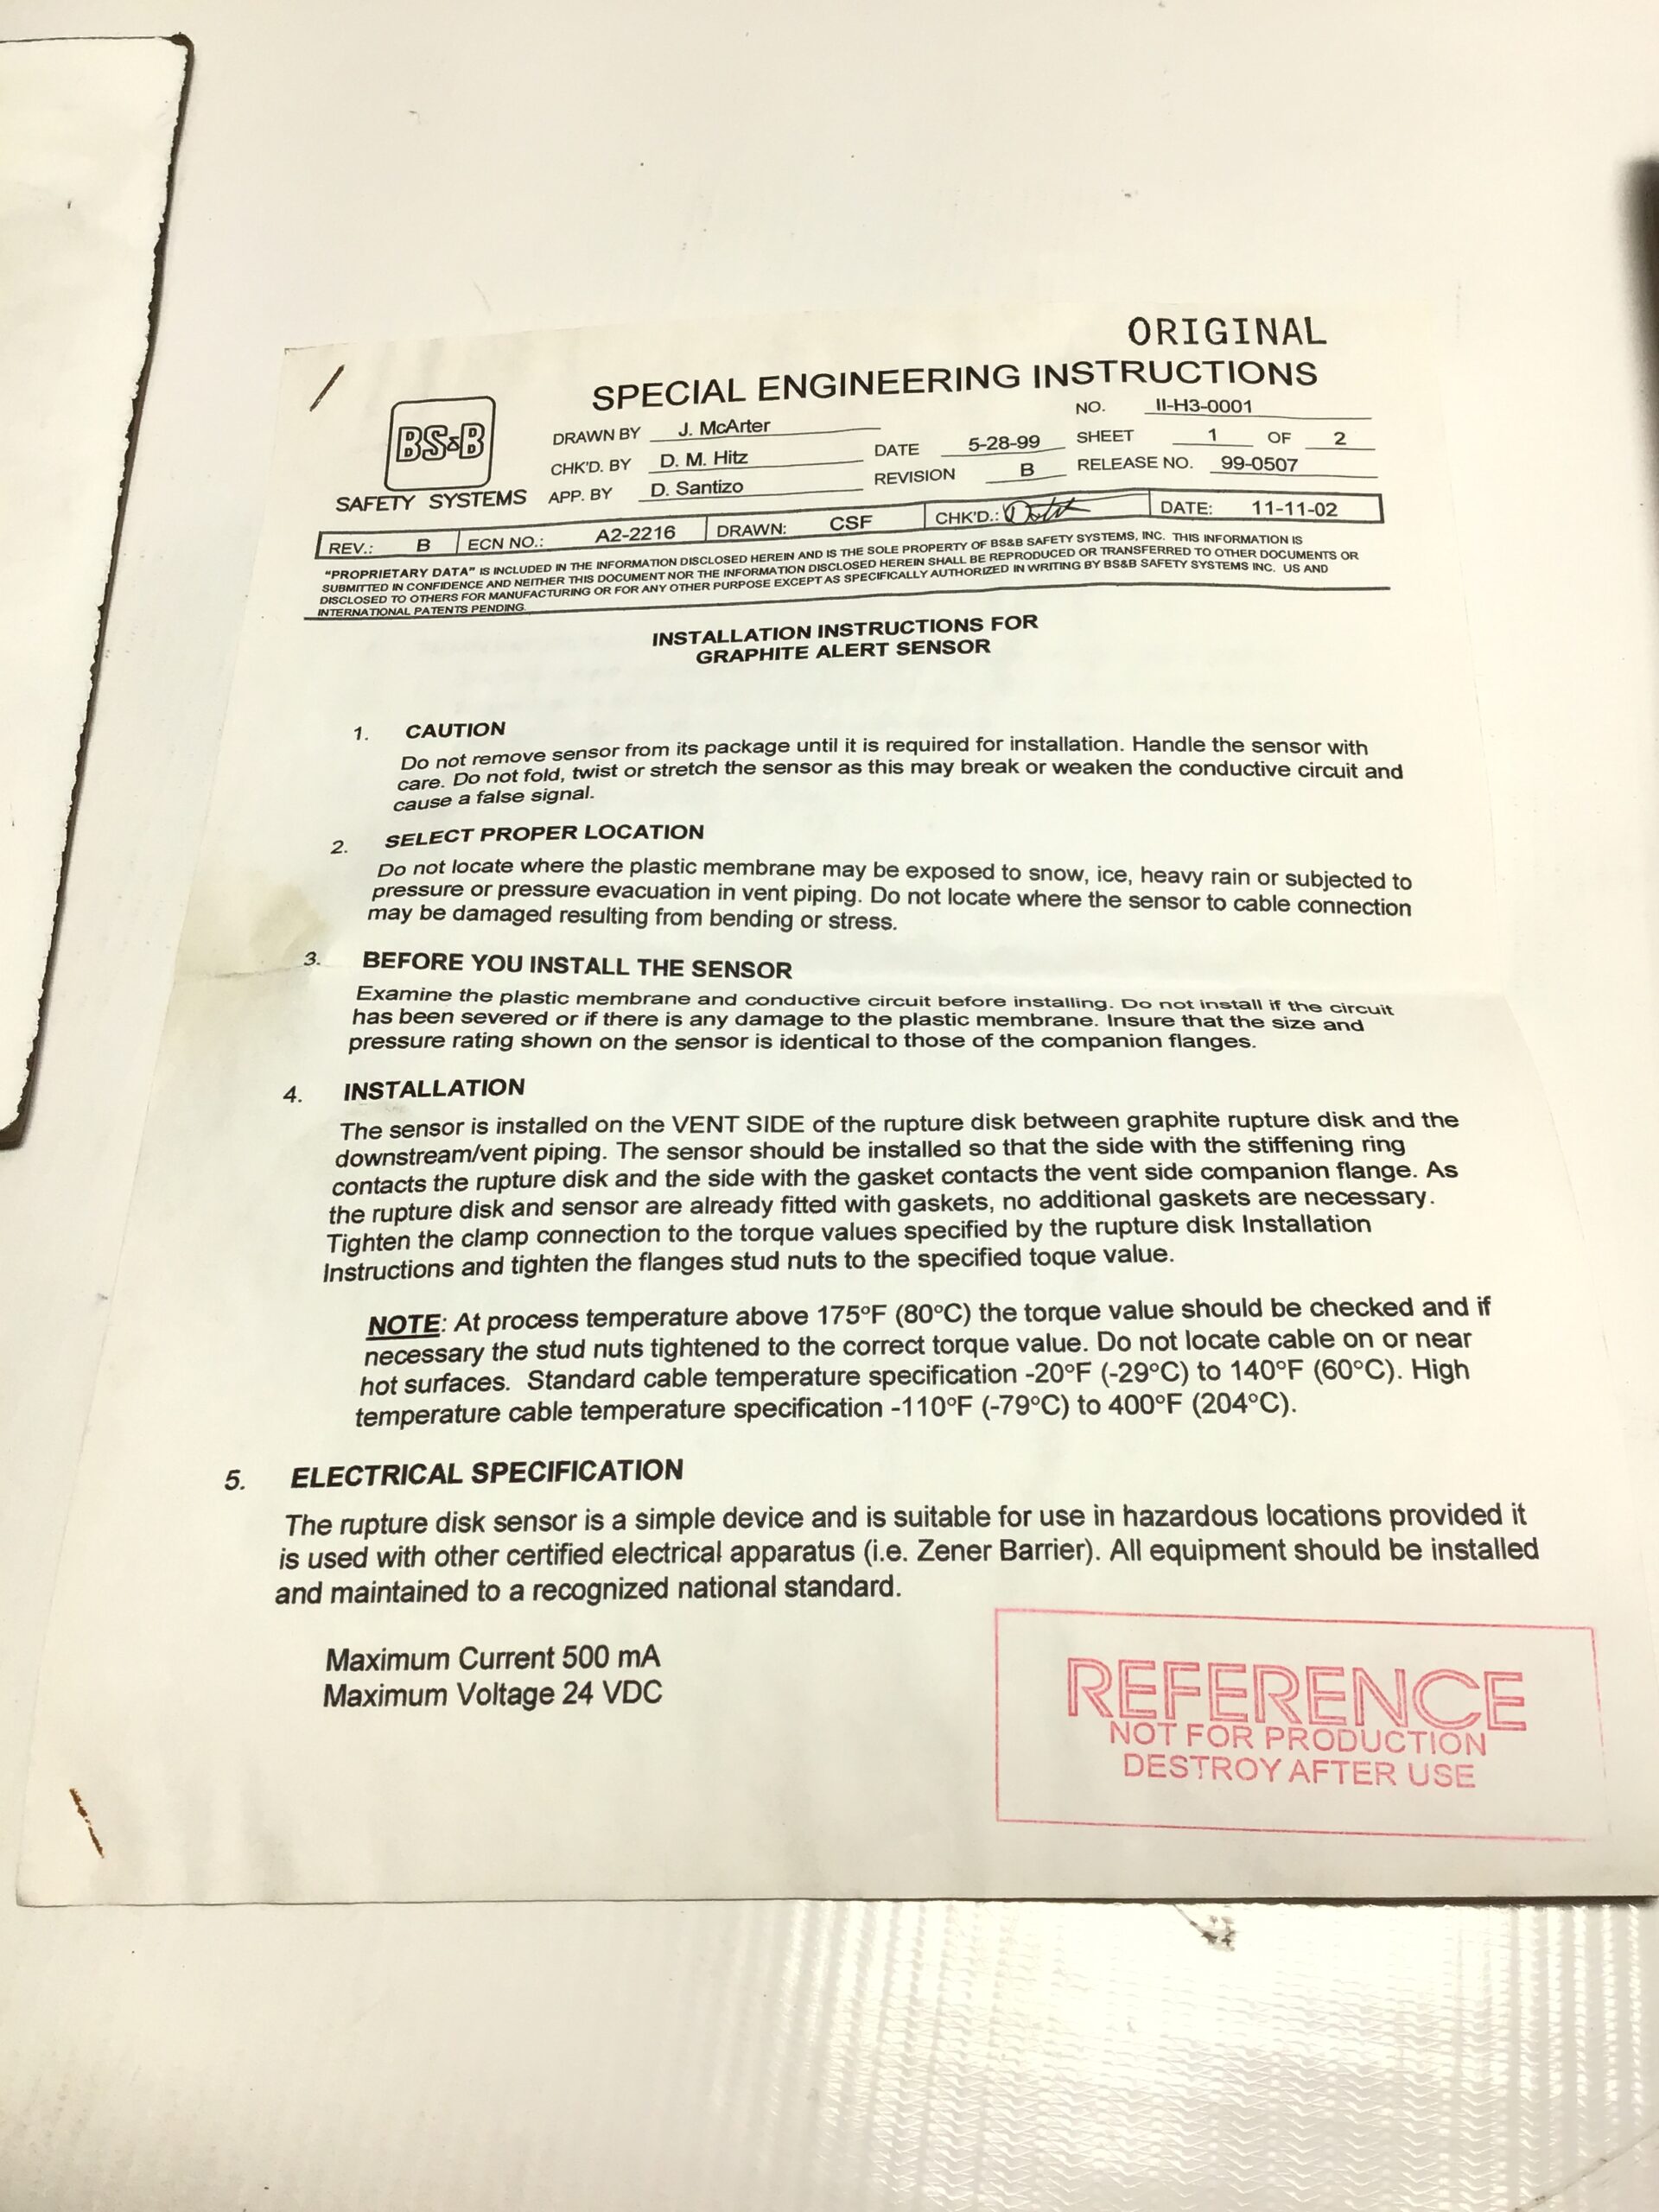 ORIGINAL
SPECIAL ENGINEERING INSTRUCTIONS
BS&B
SAFETY SYSTEMS
DRAWN BY J. McArter
CHK'D. BY D. M. Hitz
APP. BY D. Santizo
DATE 5-28-99
REVISION B
NO. II-H3-0001
SHEET 1 OF 2
RELEASE NO. 99-0507
REV.: B ECN NO.: A2-2216 DRAWN: CSF CHK'D.: DATE: 11-11-02
"PROPRIETARY DATA" IS INCLUDED IN THE INFORMATION DISCLOSED HEREIN AND IS THE SOLE PROPERTY OF BS&B SAFETY SYSTEMS, INC. THIS INFORMATION IS
SUBMITTED IN CONFIDENCE AND NEITHER THIS DOCUMENT NOR THE INFORMATION DISCLOSED HEREIN SHALL BE REPRODUCED OR TRANSFERRED TO OTHER DOCUMENTS OR
DISCLOSED TO OTHERS FOR MANUFACTURING OR FOR ANY OTHER PURPOSE EXCEPT AS SPECIFICALLY AUTHORIZED IN WRITING BY BS&B SAFETY SYSTEMS INC. US AND
INTERNATIONAL PATENTS PENDING.
INSTALLATION INSTRUCTIONS FOR
GRAPHITE ALERT SENSOR
1. CAUTION
Do not remove sensor from its package until it is required for installation. Handle the sensor with
care. Do not fold, twist or stretch the sensor as this may break or weaken the conductive circuit and
cause a false signal.
2. SELECT PROPER LOCATION
Do not locate where the plastic membrane may be exposed to snow, ice, heavy rain or subjected to
pressure or pressure evacuation in vent piping. Do not locate where the sensor to cable connection
may be damaged resulting from bending or stress.
3. BEFORE YOU INSTALL THE SENSOR
Examine the plastic membrane and conductive circuit before installing. Do not install if the circuit
has been severed or if there is any damage to the plastic membrane. Insure that the size and
pressure rating shown on the sensor is identical to those of the companion flanges.
4. INSTALLATION
The sensor is installed on the VENT SIDE of the rupture disk between graphite rupture disk and the
downstream/vent piping. The sensor should be installed so that the side with the stiffening ring
contacts the rupture disk and the side with the gasket contacts the vent side companion flange. As
the rupture disk and sensor are already fitted with gaskets, no additional gaskets are necessary.
Tighten the clamp connection to the torque values specified by the rupture disk Installation
Instructions and tighten the flanges stud nuts to the specified toque value.
NOTE: At process temperature above 175°F (80°C) the torque value should be checked and if
necessary the stud nuts tightened to the correct torque value. Do not locate cable on or near
hot surfaces. Standard cable temperature specification -20°F (-29°C) to 140°F (60°C). High
temperature cable temperature specification -110°F (-79°C) to 400°F (204°C).
5. ELECTRICAL SPECIFICATION
The rupture disk sensor is a simple device and is suitable for use in hazardous locations provided it
is used with other certified electrical apparatus (i.e. Zener Barrier). All equipment should be installed
and maintained to a recognized national standard.
Maximum Current 500 mA
Maximum Voltage 24 VDC
REFERENCE
NOT FOR PRODUCTION
DESTROY AFTER USE